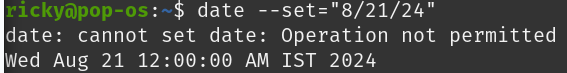 ricky@pop-os:~$ date --set="8/21/24"
date: cannot set date: Operation not permitted
Wed Aug 21 12:00:00 AM IST 2024